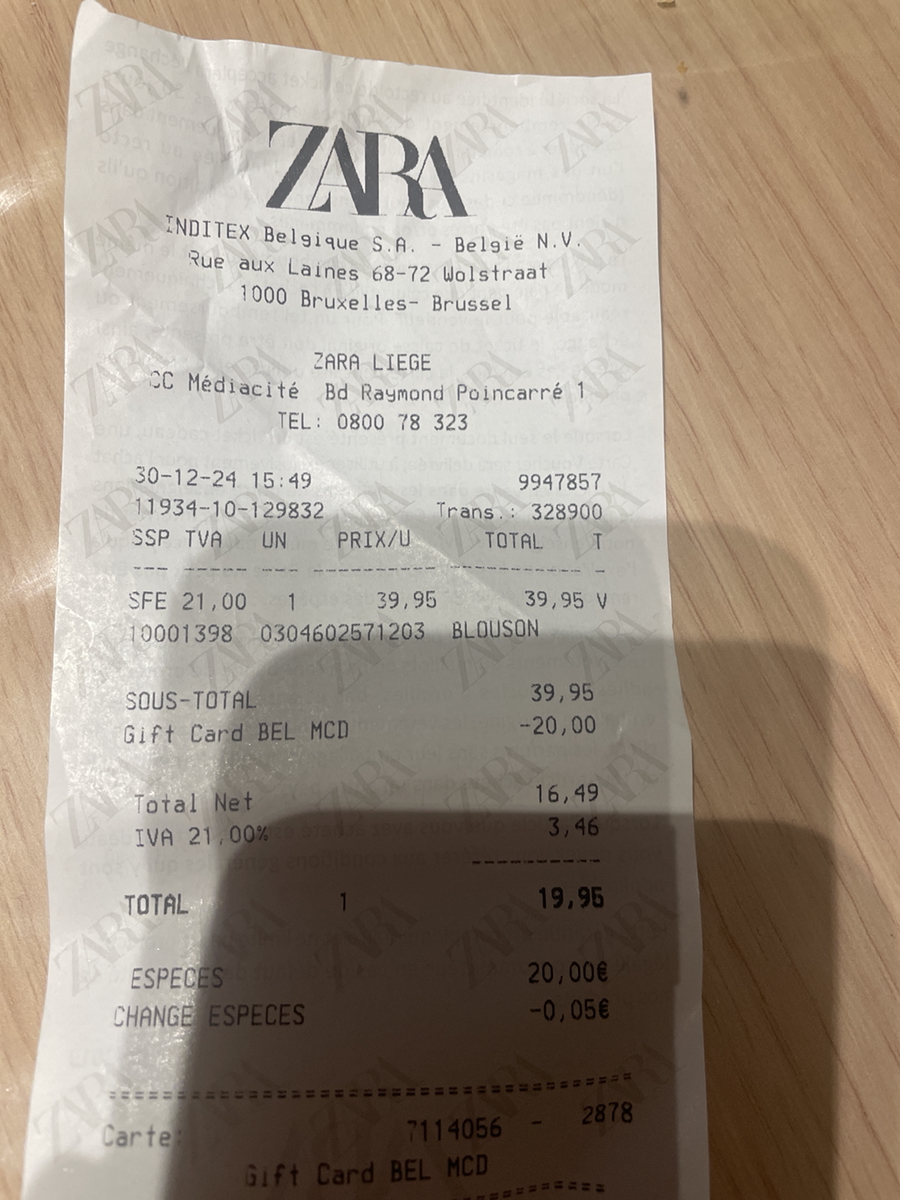 ZARA
INDITEX Belgique S.A. - België N.V.
Rue aux Laines 68-72 Wolstraat
1000 Bruxelles- Brussel
ZARA LIEGE
CC Médiacité Bd Raymond Poincarré 1
TEL: 0800 78 323
30-12-24 15:49 9947857
11934-10-129832 Trans.: 328900
SSP TVA UN PRIX/U TOTAL T
--- ----- --- ---------- ----------- -
SFE 21,00 1 39,95 39,95 V
10001398 0304602571203 BLOUSON
SOUS-TOTAL 39,95
Gift Card BEL MCD -20,00
Total Net 16,49
IVA 21,00% 3,46
-----------
TOTAL 1 19,95
ESPECES 20,00€
CHANGE ESPECES -0,05€
============================================
Carte: 7114056 - 2878
Gift Card BEL MCD